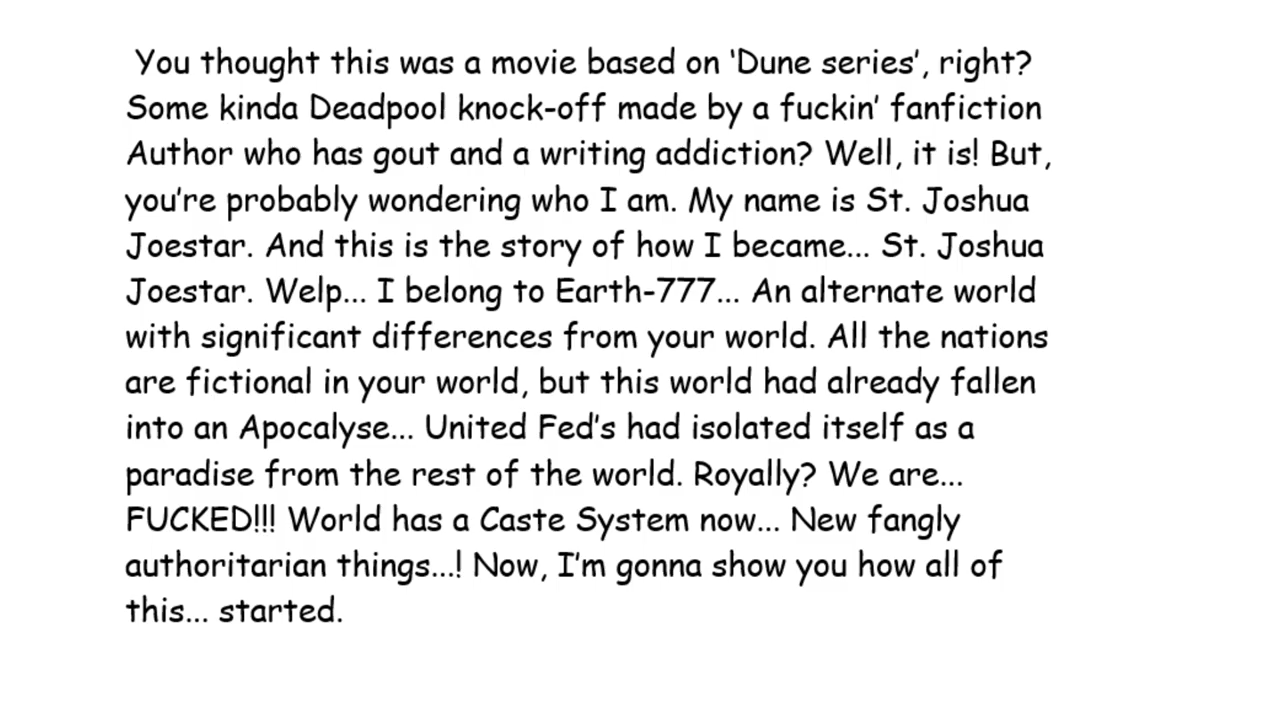 You thought this was a movie based on ‘Dune series’, right?
Some kinda Deadpool knock-off made by a fuckin’ fanfiction
Author who has gout and a writing addiction? Well, it is! But,
you’re probably wondering who I am. My name is St. Joshua
Joestar. And this is the story of how I became... St. Joshua
Joestar. Welp... I belong to Earth-777... An alternate world
with significant differences from your world. All the nations
are fictional in your world, but this world had already fallen
into an Apocalyse... United Fed’s had isolated itself as a
paradise from the rest of the world. Royally? We are...
FUCKED!!! World has a Caste System now... New fangly
authoritarian things...! Now, I’m gonna show you how all of
this... started.